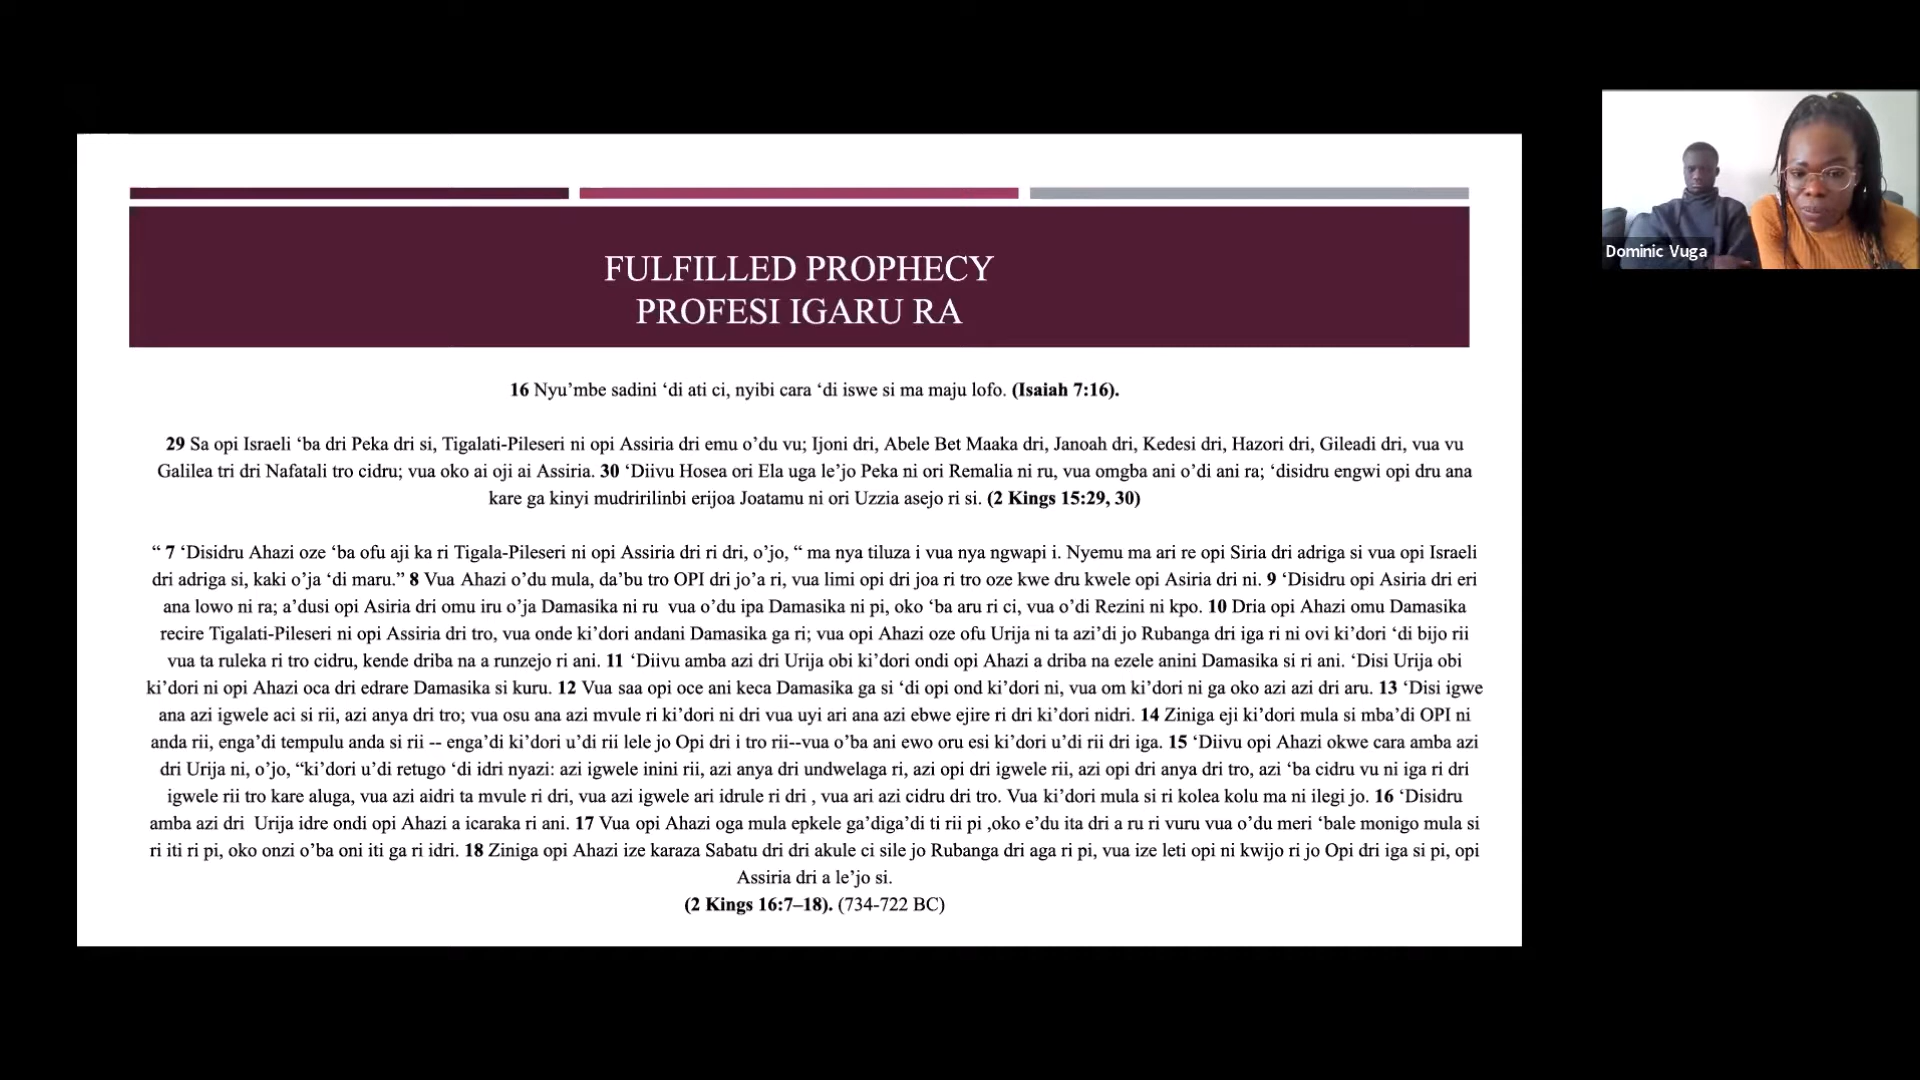 FULFILLED PROPHECY
PROFESI IGARU RA
16 Nyu’mbe sadini ‘di ati ci, nyibi cara ‘di iswe si ma maju lofo. (Isaiah 7:16).
29 Sa opi Israeli ‘ba dri Peka dri si, Tigalati-Pileseri ni opi Assiria dri emu o’du vu; Ijoni dri, Abele Bet Maaka dri, Janoah dri, Kedesi dri, Hazori dri, Gileadi dri, vua vu
Galilea tri dri Nafatali tro cidru; vua oko ai oji ai Assiria. 30 ‘Diivu Hosea ori Ela uga le’jo Peka ni ori Remalia ni ru, vua omgba ani o’di ani ra; ‘disidru engwi opi dru ana
kare ga kinyi mudririlinbi erijoa Joatamu ni ori Uzzia asejo ri si. (2 Kings 15:29, 30)
“ 7 ‘Disidru Ahazi oze ‘ba ofu aji ka ri Tigala-Pileseri ni opi Assiria dri ri dri, o’jo, “ ma nya tiluza i vua nya ngwapi i. Nyemu ma ari re opi Siria dri adriga si vua opi Israeli
dri adriga si, kaki o’ja ‘di maru.” 8 Vua Ahazi o’du mula, da’bu tro OPI dri jo’a ri, vua limi opi dri joa ri tro oze kwe dru kwele opi Asiria dri ni. 9 ‘Disidru opi Asiria dri eri
ana lowo ni ra; a’dusi opi Asiria dri omu iru o’ja Damasika ni ru vua o’du ipa Damasika ni pi, oko ‘ba aru ri ci, vua o’di Rezini ni kpo. 10 Dria opi Ahazi omu Damasika
recire Tigalati-Pileseri ni opi Assiria dri tro, vua onde ki’dori andani Damasika ga ri; vua opi Ahazi oze ofu Urija ni ta azi’di jo Rubanga dri iga ri ni ovi ki’dori ‘di bijo rii
vua ta ruleka ri tro cidru, kende driba na a runzejo ri ani. 11 ‘Diivu amba azi dri Urija obi ki’dori ondi opi Ahazi a driba na ezele anini Damasika si ri ani. ‘Disi Urija obi
ki’dori ni opi Ahazi oca dri edrare Damasika si kuru. 12 Vua saa opi oce ani keca Damasika ga si ‘di opi ond ki’dori ni, vua om ki’dori ni ga oko azi azi dri aru. 13 ‘Disi igwe
ana azi igwele aci si rii, azi anya dri tro; vua osu ana azi mvule ri ki’dori ni dri vua uyi ari ana azi ebwe ejire ri dri ki’dori nidri. 14 Ziniga eji ki’dori mula si mba’di OPI ni
anda rii, enga’di tempulu anda si rii -- enga’di ki’dori u’di rii lele jo Opi dri i tro rii--vua o’ba ani ewo oru esi ki’dori u’di rii dri iga. 15 ‘Diivu opi Ahazi okwe cara amba azi
dri Urija ni, o’jo, “ki’dori u’di retugo ‘di idri nyazi: azi igwele inini rii, azi anya dri undwelaga ri, azi opi dri igwele rii, azi opi dri anya dri tro, azi ‘ba cidru vu ni iga ri dri
igwele rii tro kare aluga, vua azi aidri ta mvule ri dri, vua azi igwele ari idrule ri dri , vua ari azi cidru dri tro. Vua ki’dori mula si ri kolea kolu ma ni ilegi jo. 16 ‘Disidru
amba azi dri Urija idre ondi opi Ahazi a icaraka ri ani. 17 Vua opi Ahazi oga mula epkele ga’diga’di ti rii pi ,oko e’du ita dri a ru ri vuru vua o’du meri ‘bale monigo mula si
ri iti ri pi, oko onzi o’ba oni iti ga ri idri. 18 Ziniga opi Ahazi ize karaza Sabatu dri dri akule ci sile jo Rubanga dri aga ri pi, vua ize leti opi ni kwijo ri jo Opi dri iga si pi, opi
Assiria dri a le’jo si.
(2 Kings 16:7–18). (734-722 BC)
Dominic Vuga